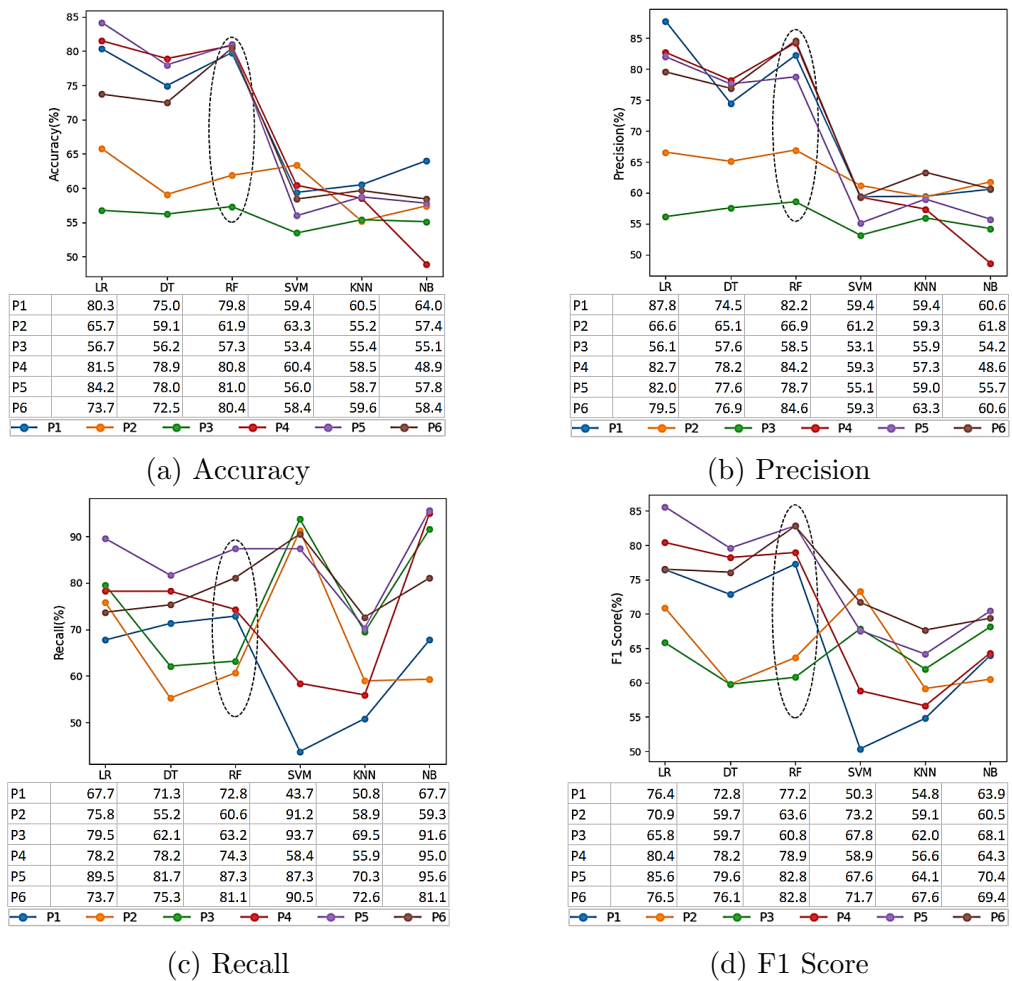 85
80
75
70
65
60
55
50
Accuracy(%)
LR DT RF SVM KNN NB
P1 80.3 75.0 79.8 59.4 60.5 64.0
P2 65.7 59.1 61.9 63.3 55.2 57.4
P3 56.7 56.2 57.3 53.4 55.4 55.1
P4 81.5 78.9 80.8 60.4 58.5 48.9
P5 84.2 78.0 81.0 56.0 58.7 57.8
P6 73.7 72.5 80.4 58.4 59.6 58.4
P1 P2 P3 P4 P5 P6
(a) Accuracy
85
80
75
70
65
60
55
50
Precision(%)
LR DT RF SVM KNN NB
P1 87.8 74.5 82.2 59.4 59.4 60.6
P2 66.6 65.1 66.9 61.2 59.3 61.8
P3 56.1 57.6 58.5 53.1 55.9 54.2
P4 82.7 78.2 84.2 59.3 57.3 48.6
P5 82.0 77.6 78.7 55.1 59.0 55.7
P6 79.5 76.9 84.6 59.3 63.3 60.6
P1 P2 P3 P4 P5 P6
(b) Precision
90
80
70
60
50
Recall(%)
LR DT RF SVM KNN NB
P1 67.7 71.3 72.8 43.7 50.8 67.7
P2 75.8 55.2 60.6 91.2 58.9 59.3
P3 79.5 62.1 63.2 93.7 69.5 91.6
P4 78.2 78.2 74.3 58.4 55.9 95.0
P5 89.5 81.7 87.3 87.3 70.3 95.6
P6 73.7 75.3 81.1 90.5 72.6 81.1
P1 P2 P3 P4 P5 P6
(c) Recall
85
80
75
70
65
60
55
50
F1 Score(%)
LR DT RF SVM KNN NB
P1 76.4 72.8 77.2 50.3 54.8 63.9
P2 70.9 59.7 63.6 73.2 59.1 60.5
P3 65.8 59.7 60.8 67.8 62.0 68.1
P4 80.4 78.2 78.9 58.9 56.6 64.3
P5 85.6 79.6 82.8 67.6 64.1 70.4
P6 76.5 76.1 82.8 71.7 67.6 69.4
P1 P2 P3 P4 P5 P6
(d) F1 Score